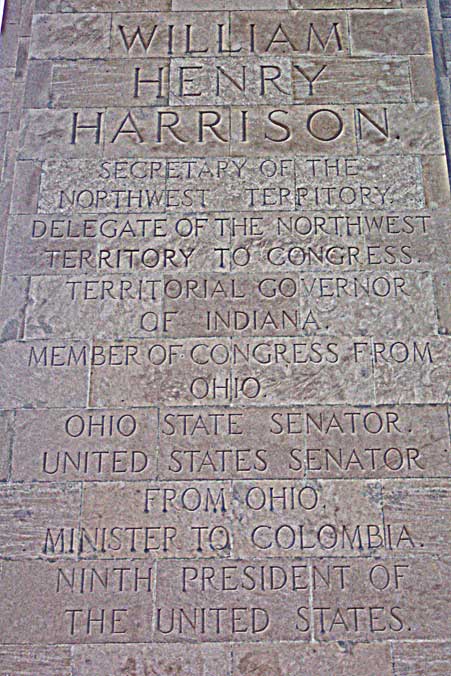 WILLIAM
HENRY
HARRISON.
SECRETARY OF THE
NORTHWEST TERRITORY.
DELEGATE OF THE NORTHWEST
TERRITORY TO CONGRESS.
TERRITORIAL GOVERNOR
OF INDIANA.
MEMBER OF CONGRESS FROM
OHIO.
OHIO STATE SENATOR.
UNITED STATES SENATOR
FROM OHIO.
MINISTER TO COLOMBIA.
NINTH PRESIDENT OF
THE UNITED STATES.